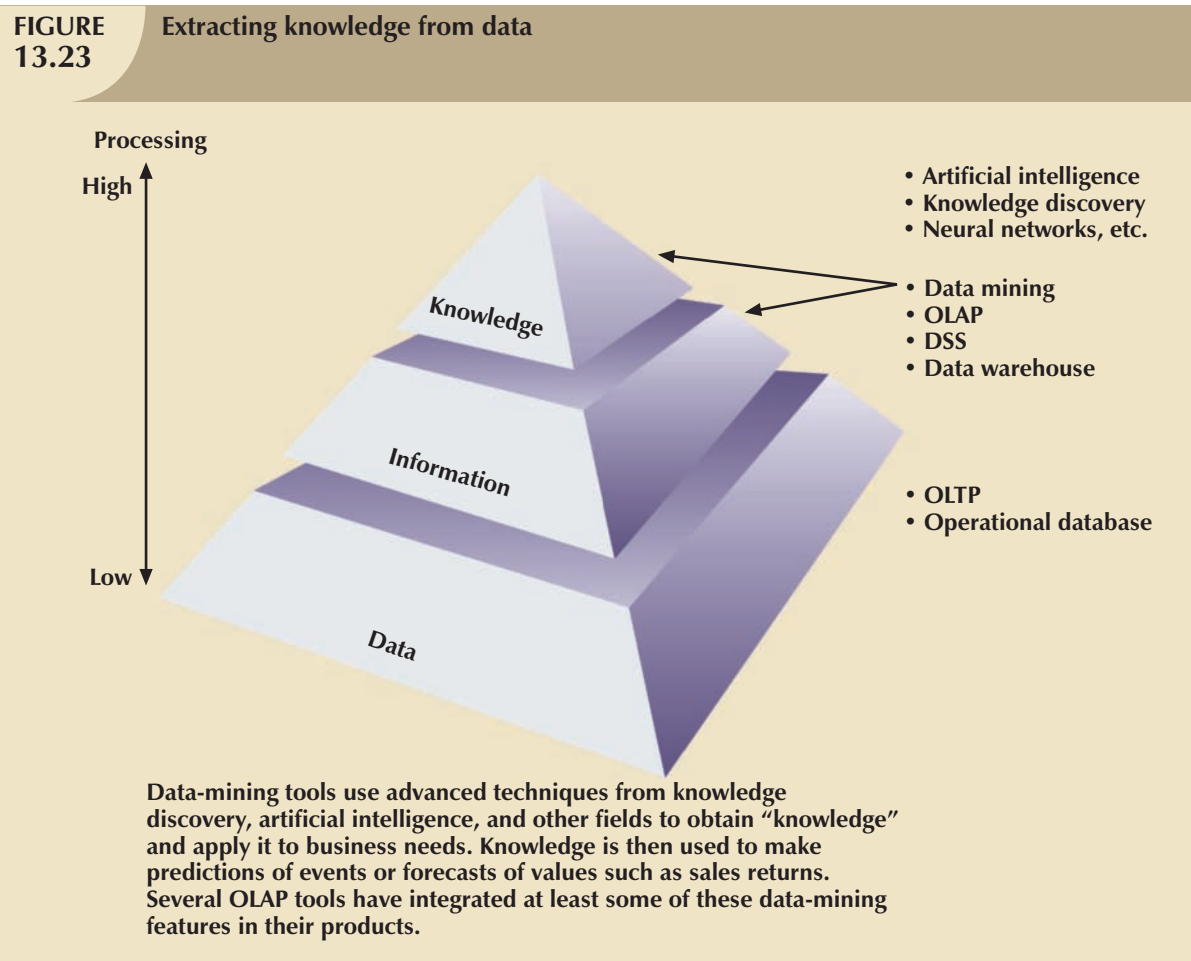 FIGURE
13.23
Extracting knowledge from data
Processing
High
Low
Knowledge
Information
Data
• Artificial intelligence
• Knowledge discovery
• Neural networks, etc.
• Data mining
• OLAP
• DSS
• Data warehouse
• OLTP
• Operational database
Data-mining tools use advanced techniques from knowledge
discovery, artificial intelligence, and other fields to obtain “knowledge”
and apply it to business needs. Knowledge is then used to make
predictions of events or forecasts of values such as sales returns.
Several OLAP tools have integrated at least some of these data-mining
features in their products.